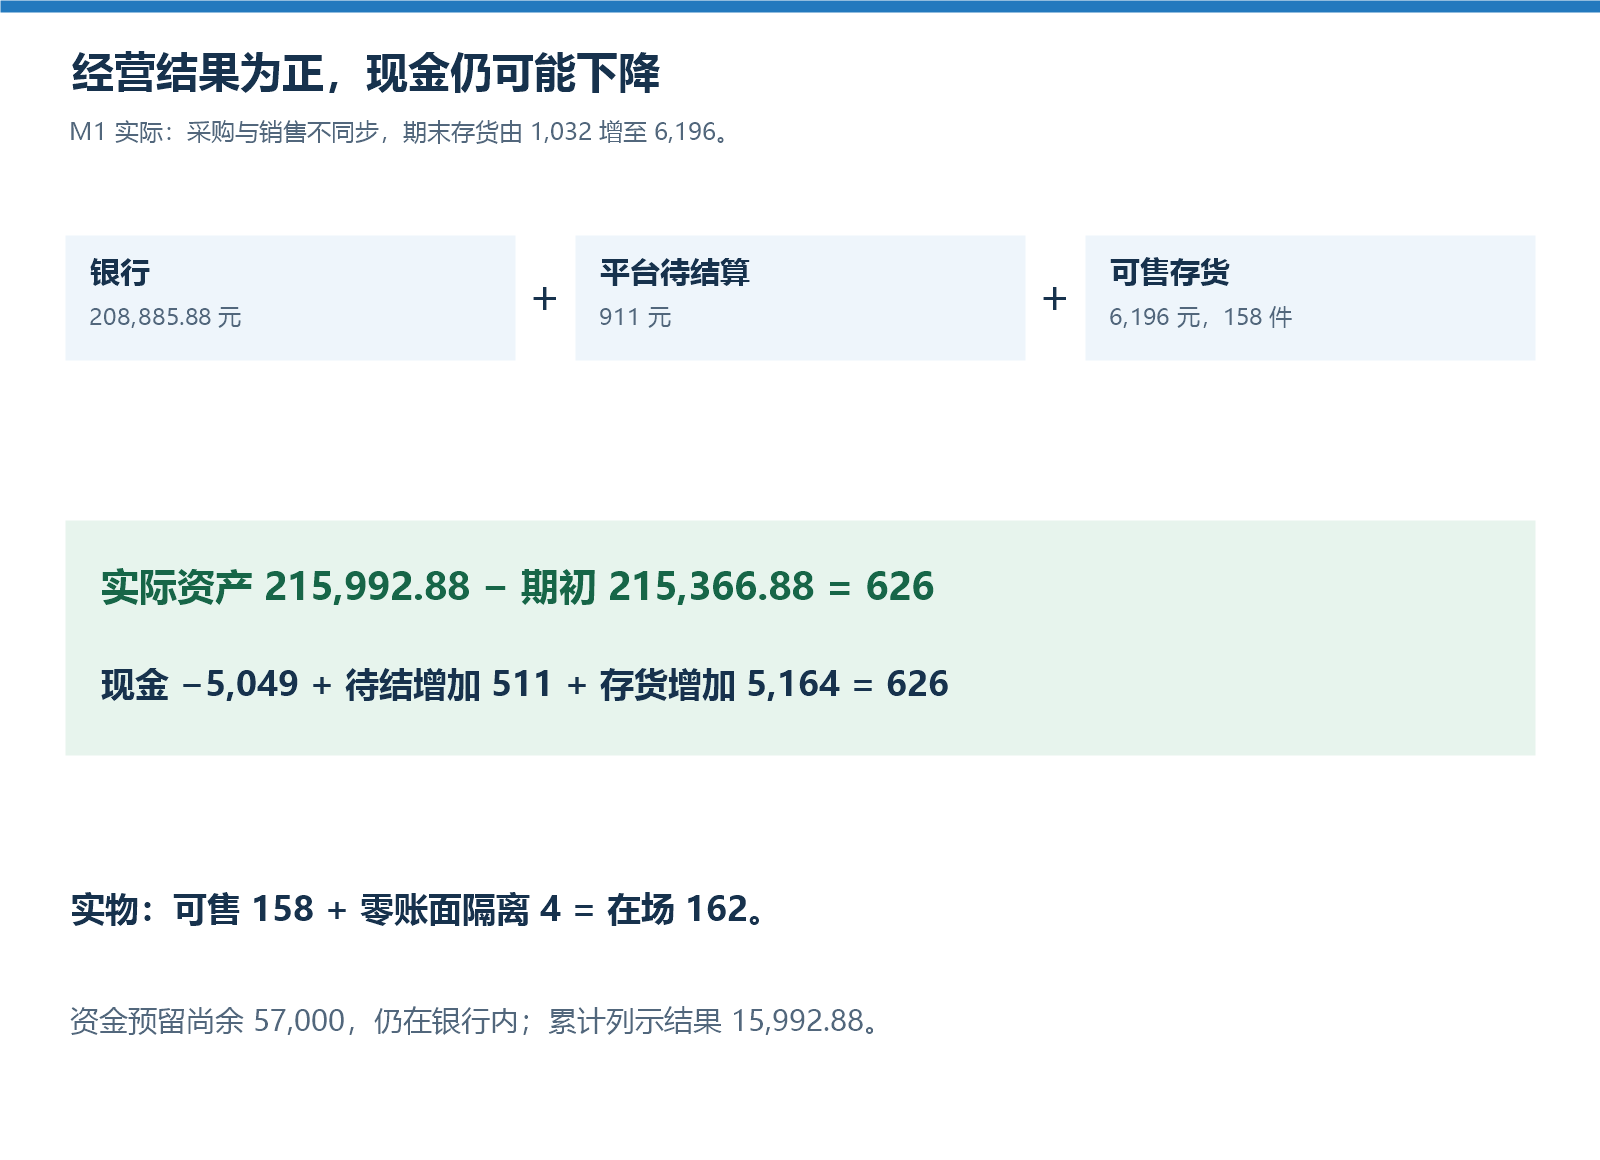 经营结果为正，现金仍可能下降
M1 实际：采购与销售不同步，期末存货由 1,032 增至 6,196。
银行
208,885.88 元
+
平台待结算
911 元
+
可售存货
6,196 元，158 件
实际资产 215,992.88 − 期初 215,366.88 = 626
现金 −5,049 + 待结增加 511 + 存货增加 5,164 = 626
实物：可售 158 + 零账面隔离 4 = 在场 162。
资金预留尚余 57,000，仍在银行内；累计列示结果 15,992.88。